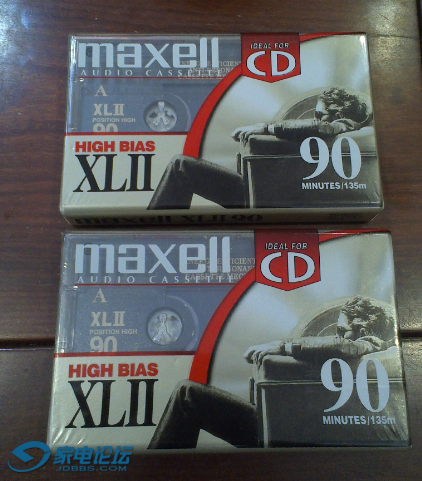 maxell
AUDIO CASSETTE
IDEAL FOR
CD
A
XLII
POSITION HIGH
90
HIGH BIAS
XLII
90
MINUTES/135m
maxell XLII 90
maxell
AUDIO CASSETTE
IDEAL FOR
CD
A
XLII
POSITION HIGH
90
HIGH BIAS
XLII
90
MINUTES/135m
家电论坛
JDBBS.COM